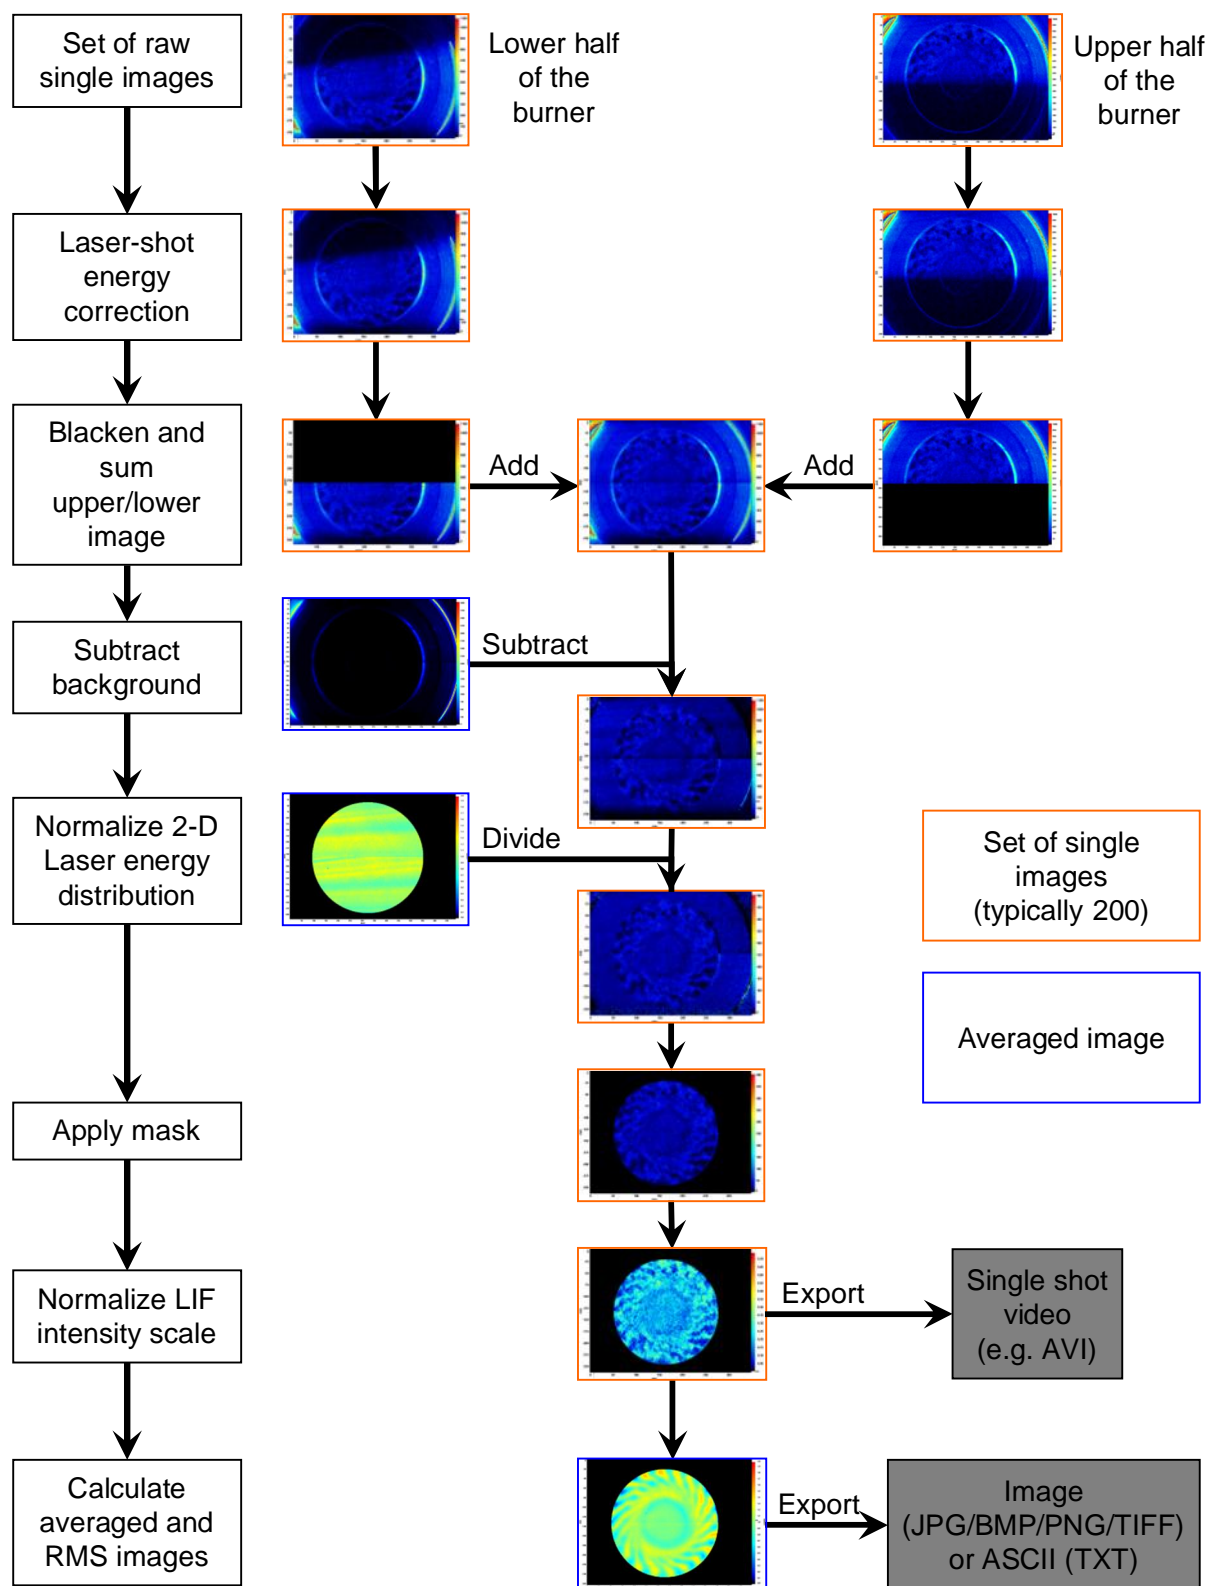 Set of raw
single images
Lower half
of the
burner
Upper half
of the
burner
Laser-shot
energy
correction
Blacken and
sum
upper/lower
image
Add
Add
Subtract
background
Subtract
Normalize 2-D
Laser energy
distribution
Divide
Set of single
images
(typically 200)
Averaged image
Apply mask
Normalize LIF
intensity scale
Export
Single shot
video
(e.g. AVI)
Calculate
averaged and
RMS images
Export
Image
(JPG/BMP/PNG/TIFF)
or ASCII (TXT)